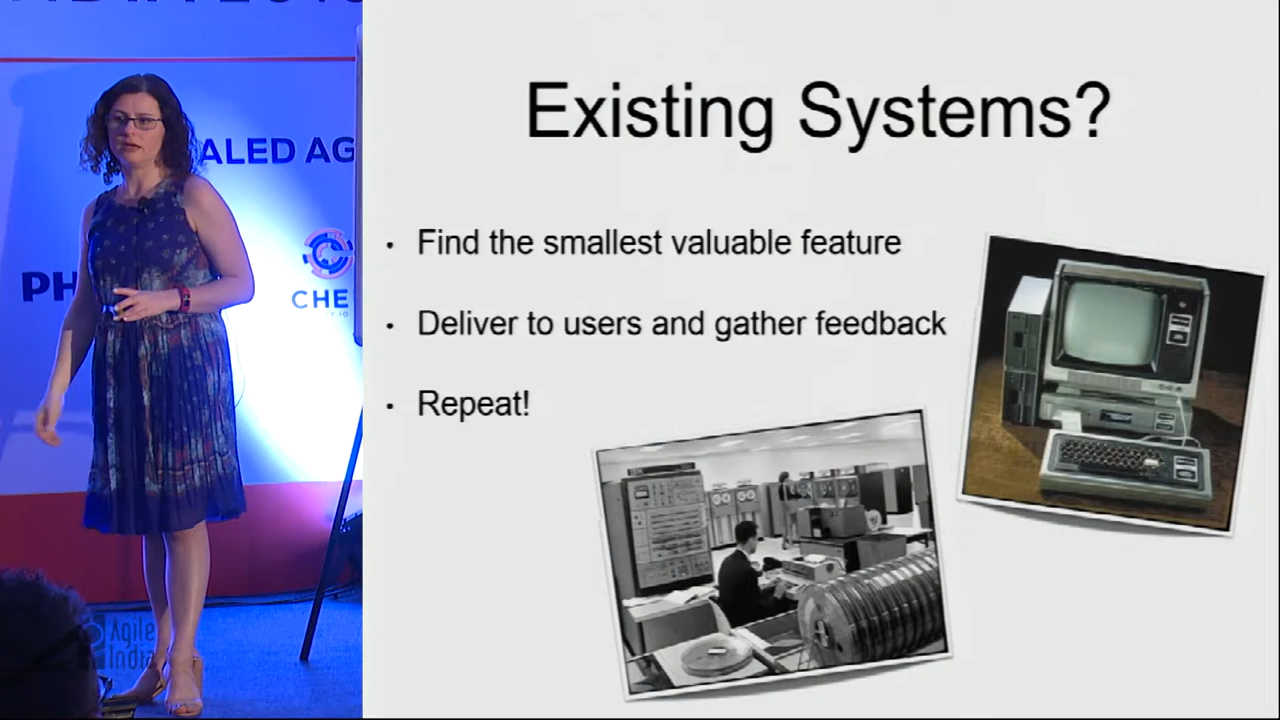 ALED AG
PH
CHE
Existing Systems?
• Find the smallest valuable feature
• Deliver to users and gather feedback
• Repeat!
Agile
India